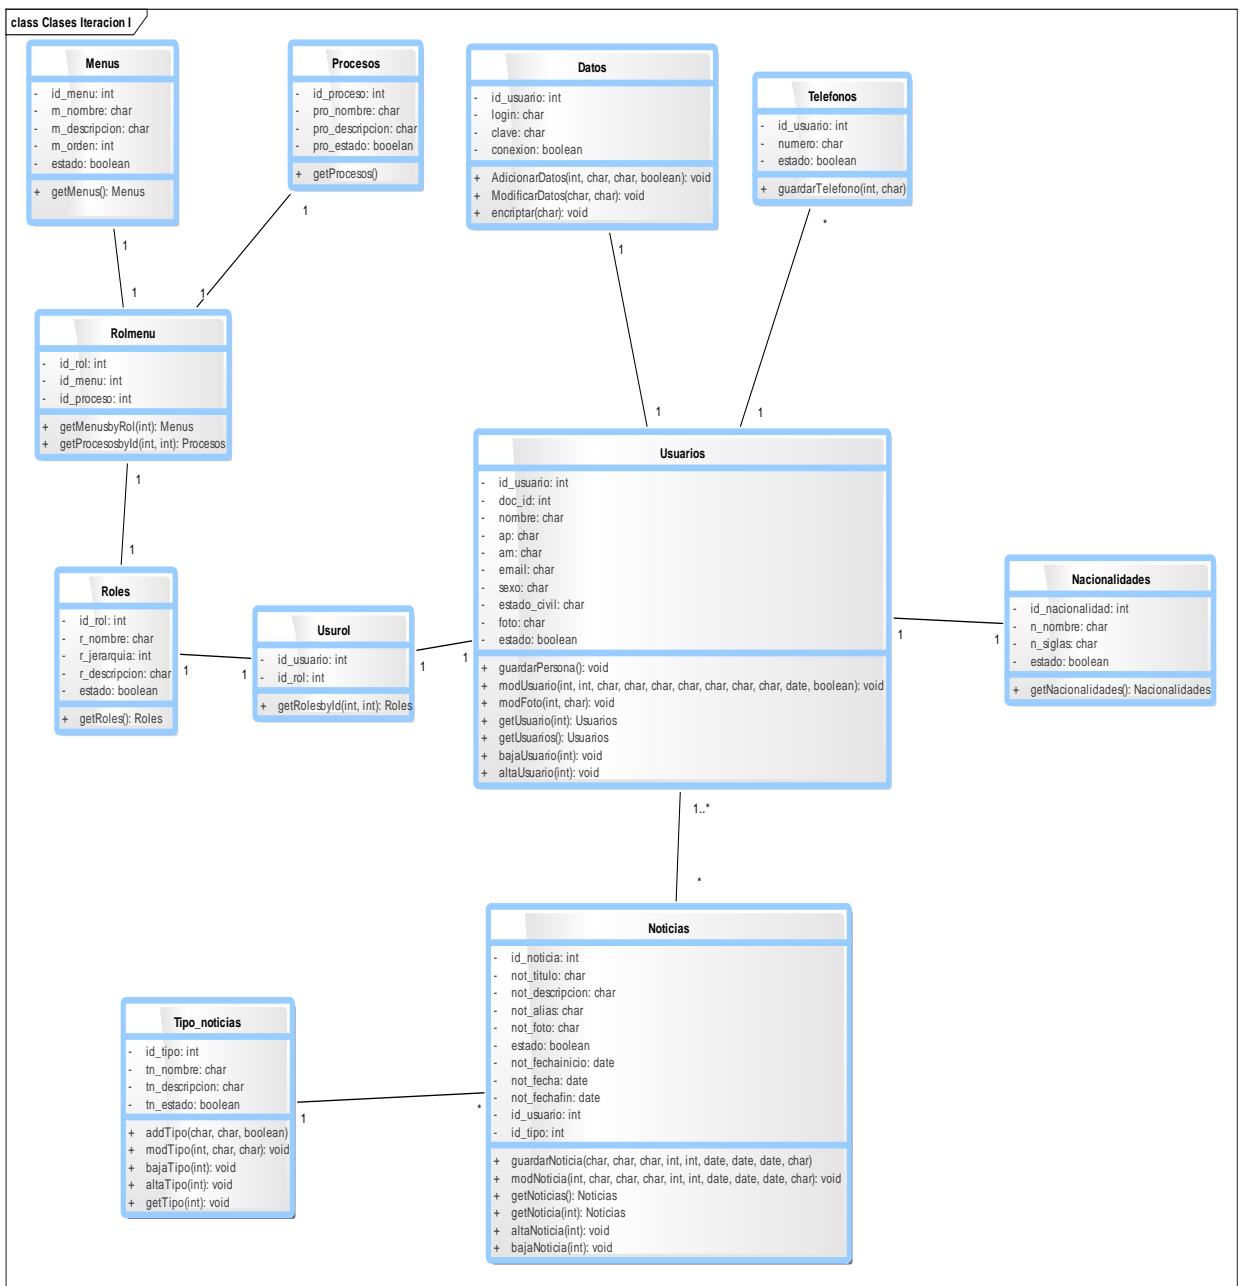 class Clases Iteracion I
Menus
- id_menu: int
- m_nombre: char
- m_descripcion: char
- m_orden: int
- estado: boolean
+ getMenus(): Menus
Procesos
- id_proceso: int
- pro_nombre: char
- pro_descripcion: char
- pro_estado: booelan
+ getProcesos()
Datos
- id_usuario: int
- login: char
- clave: char
- conexion: boolean
+ AdicionarDatos(int, char, char, boolean): void
+ ModificarDatos(char, char): void
+ encriptar(char): void
Telefonos
- id_usuario: int
- numero: char
- estado: boolean
+ guardarTelefono(int, char)
1
1
1
1
1
1
*
1
Rolmenu
- id_rol: int
- id_menu: int
- id_proceso: int
+ getMenusbyRol(int): Menus
+ getProcesosbyId(int, int): Procesos
1
1
Roles
- id_rol: int
- r_nombre: char
- r_jerarquia: int
- r_descripcion: char
- estado: boolean
+ getRoles(): Roles
1
1
Usurol
- id_usuario: int
- id_rol: int
+ getRolesbyId(int, int): Roles
1
1
Usuarios
- id_usuario: int
- doc_id: int
- nombre: char
- ap: char
- am: char
- email: char
- sexo: char
- estado_civil: char
- foto: char
- estado: boolean
+ guardarPersona(): void
+ modUsuario(int, int, char, char, char, char, char, char, char, date, boolean): void
+ modFoto(int, char): void
+ getUsuario(int): Usuarios
+ getUsuarios(): Usuarios
+ bajaUsuario(int): void
+ altaUsuario(int): void
1
1
Nacionalidades
- id_nacionalidad: int
- n_nombre: char
- n_siglas: char
- estado: boolean
+ getNacionalidades(): Nacionalidades
1..*
*
Noticias
- id_noticia: int
- not_titulo: char
- not_descripcion: char
- not_alias: char
- not_foto: char
- estado: boolean
- not_fechainicio: date
- not_fecha: date
- not_fechafin: date
- id_usuario: int
- id_tipo: int
+ guardarNoticia(char, char, char, int, int, date, date, date, char)
+ modNoticia(int, char, char, char, int, int, date, date, date, char): void
+ getNoticias(): Noticias
+ getNoticia(int): Noticias
+ altaNoticia(int): void
+ bajaNoticia(int): void
Tipo_noticias
- id_tipo: int
- tn_nombre: char
- tn_descripcion: char
- tn_estado: boolean
+ addTipo(char, char, boolean)
+ modTipo(int, char, char): void
+ bajaTipo(int): void
+ altaTipo(int): void
+ getTipo(int): void
1
*